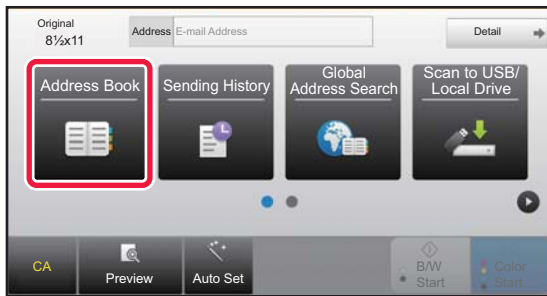 Original
8½x11
Address E-mail Address
Detail
Address Book
Sending History
Global
Address Search
Scan to USB/
Local Drive
CA
Preview
Auto Set
B/W
Start
Color
Start